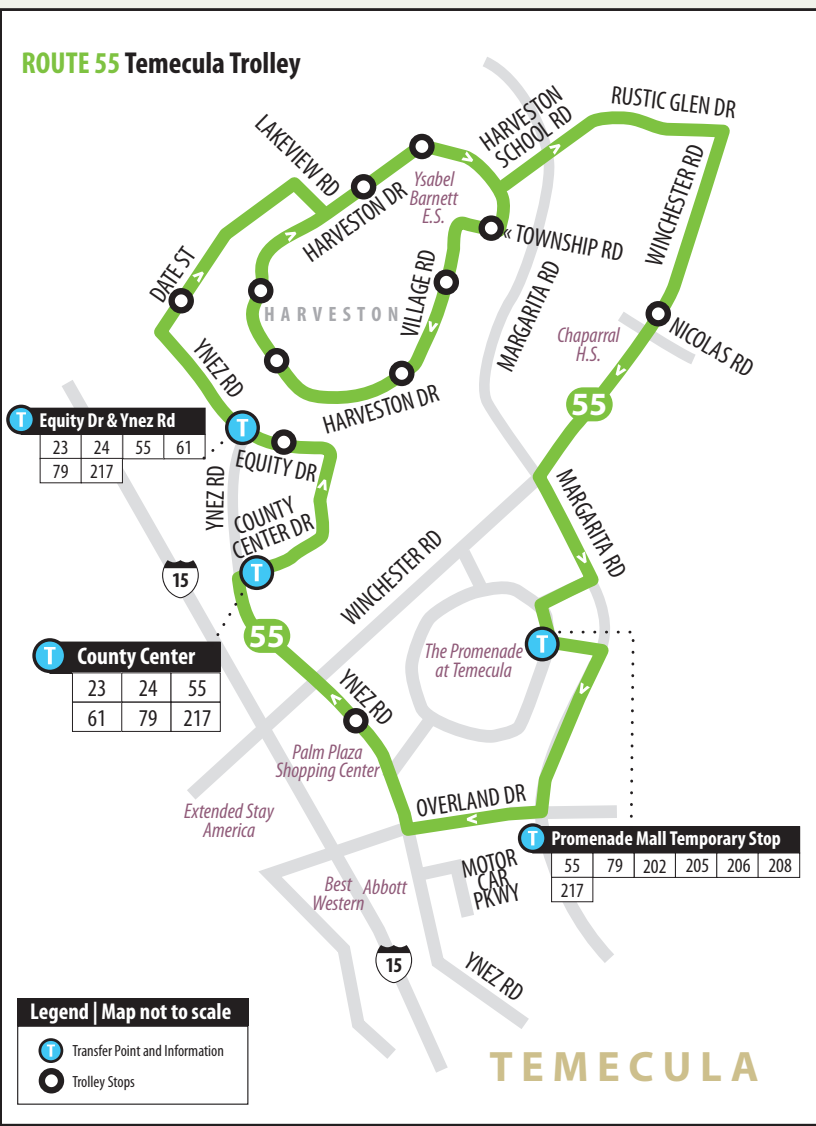 ROUTE 55 Temecula Trolley
RUSTIC GLEN DR
HARVESTON
SCHOOL RD
LAKEVIEW RD
Ysabel
Barnett
E.S.
HARVESTON DR
WINCHESTER RD
« TOWNSHIP RD
DATE ST
VILLAGE RD
MARGARITA RD
HARVESTON
Chaparral
H.S.
NICOLAS RD
YNEZ RD
HARVESTON DR
55
T Equity Dr & Ynez Rd
23 24 55 61
79 217
T
EQUITY DR
YNEZ RD
COUNTY
CENTER DR
MARGARITA RD
WINCHESTER RD
T
15
55
T County Center
23 24 55
61 79 217
The Promenade
at Temecula
T
YNEZ RD
Palm Plaza
Shopping Center
OVERLAND DR
Extended Stay
America
T Promenade Mall Temporary Stop
55 79 202 205 206 208
217
MOTOR
CAR
PKWY
Best
Western
Abbott
15
YNEZ RD
Legend | Map not to scale
T Transfer Point and Information
Trolley Stops
TEMECULA